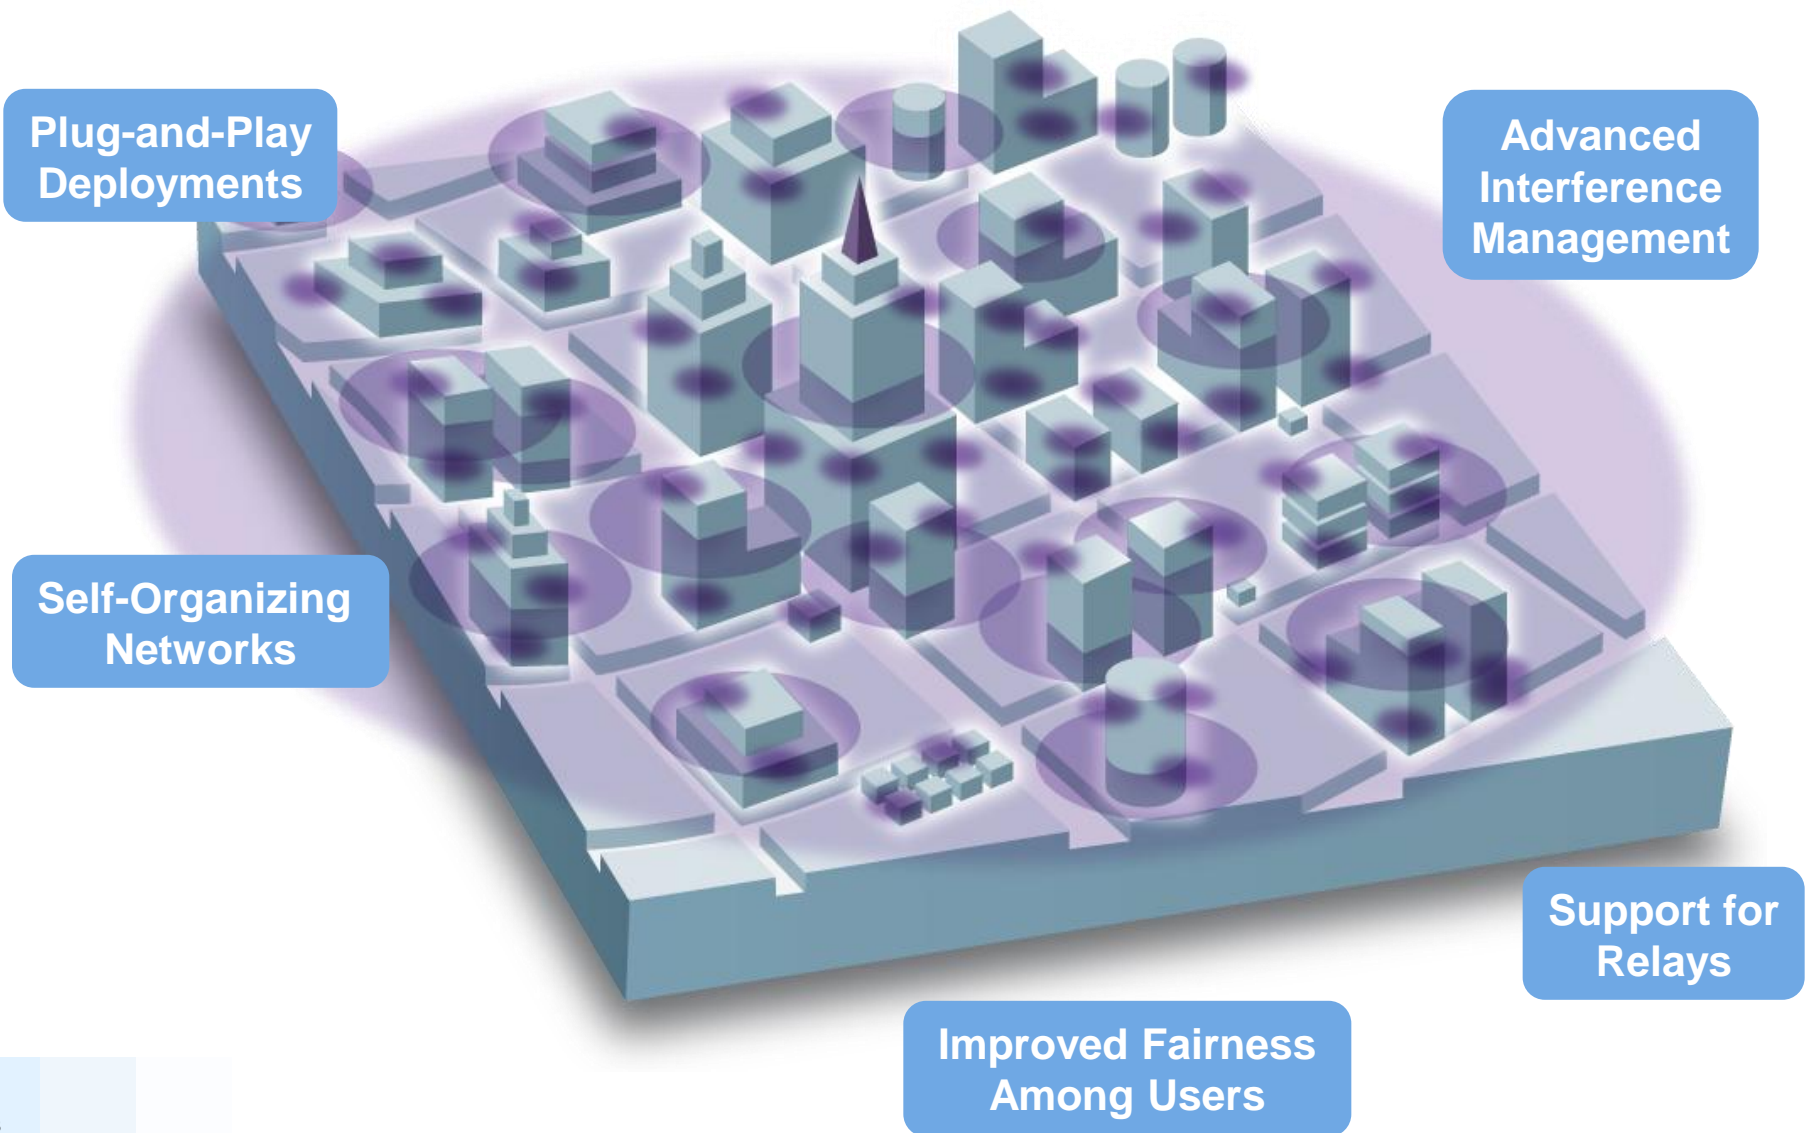 Plug-and-Play
Deployments
Advanced
Interference
Management
Self-Organizing
Networks
Support for
Relays
Improved Fairness
Among Users